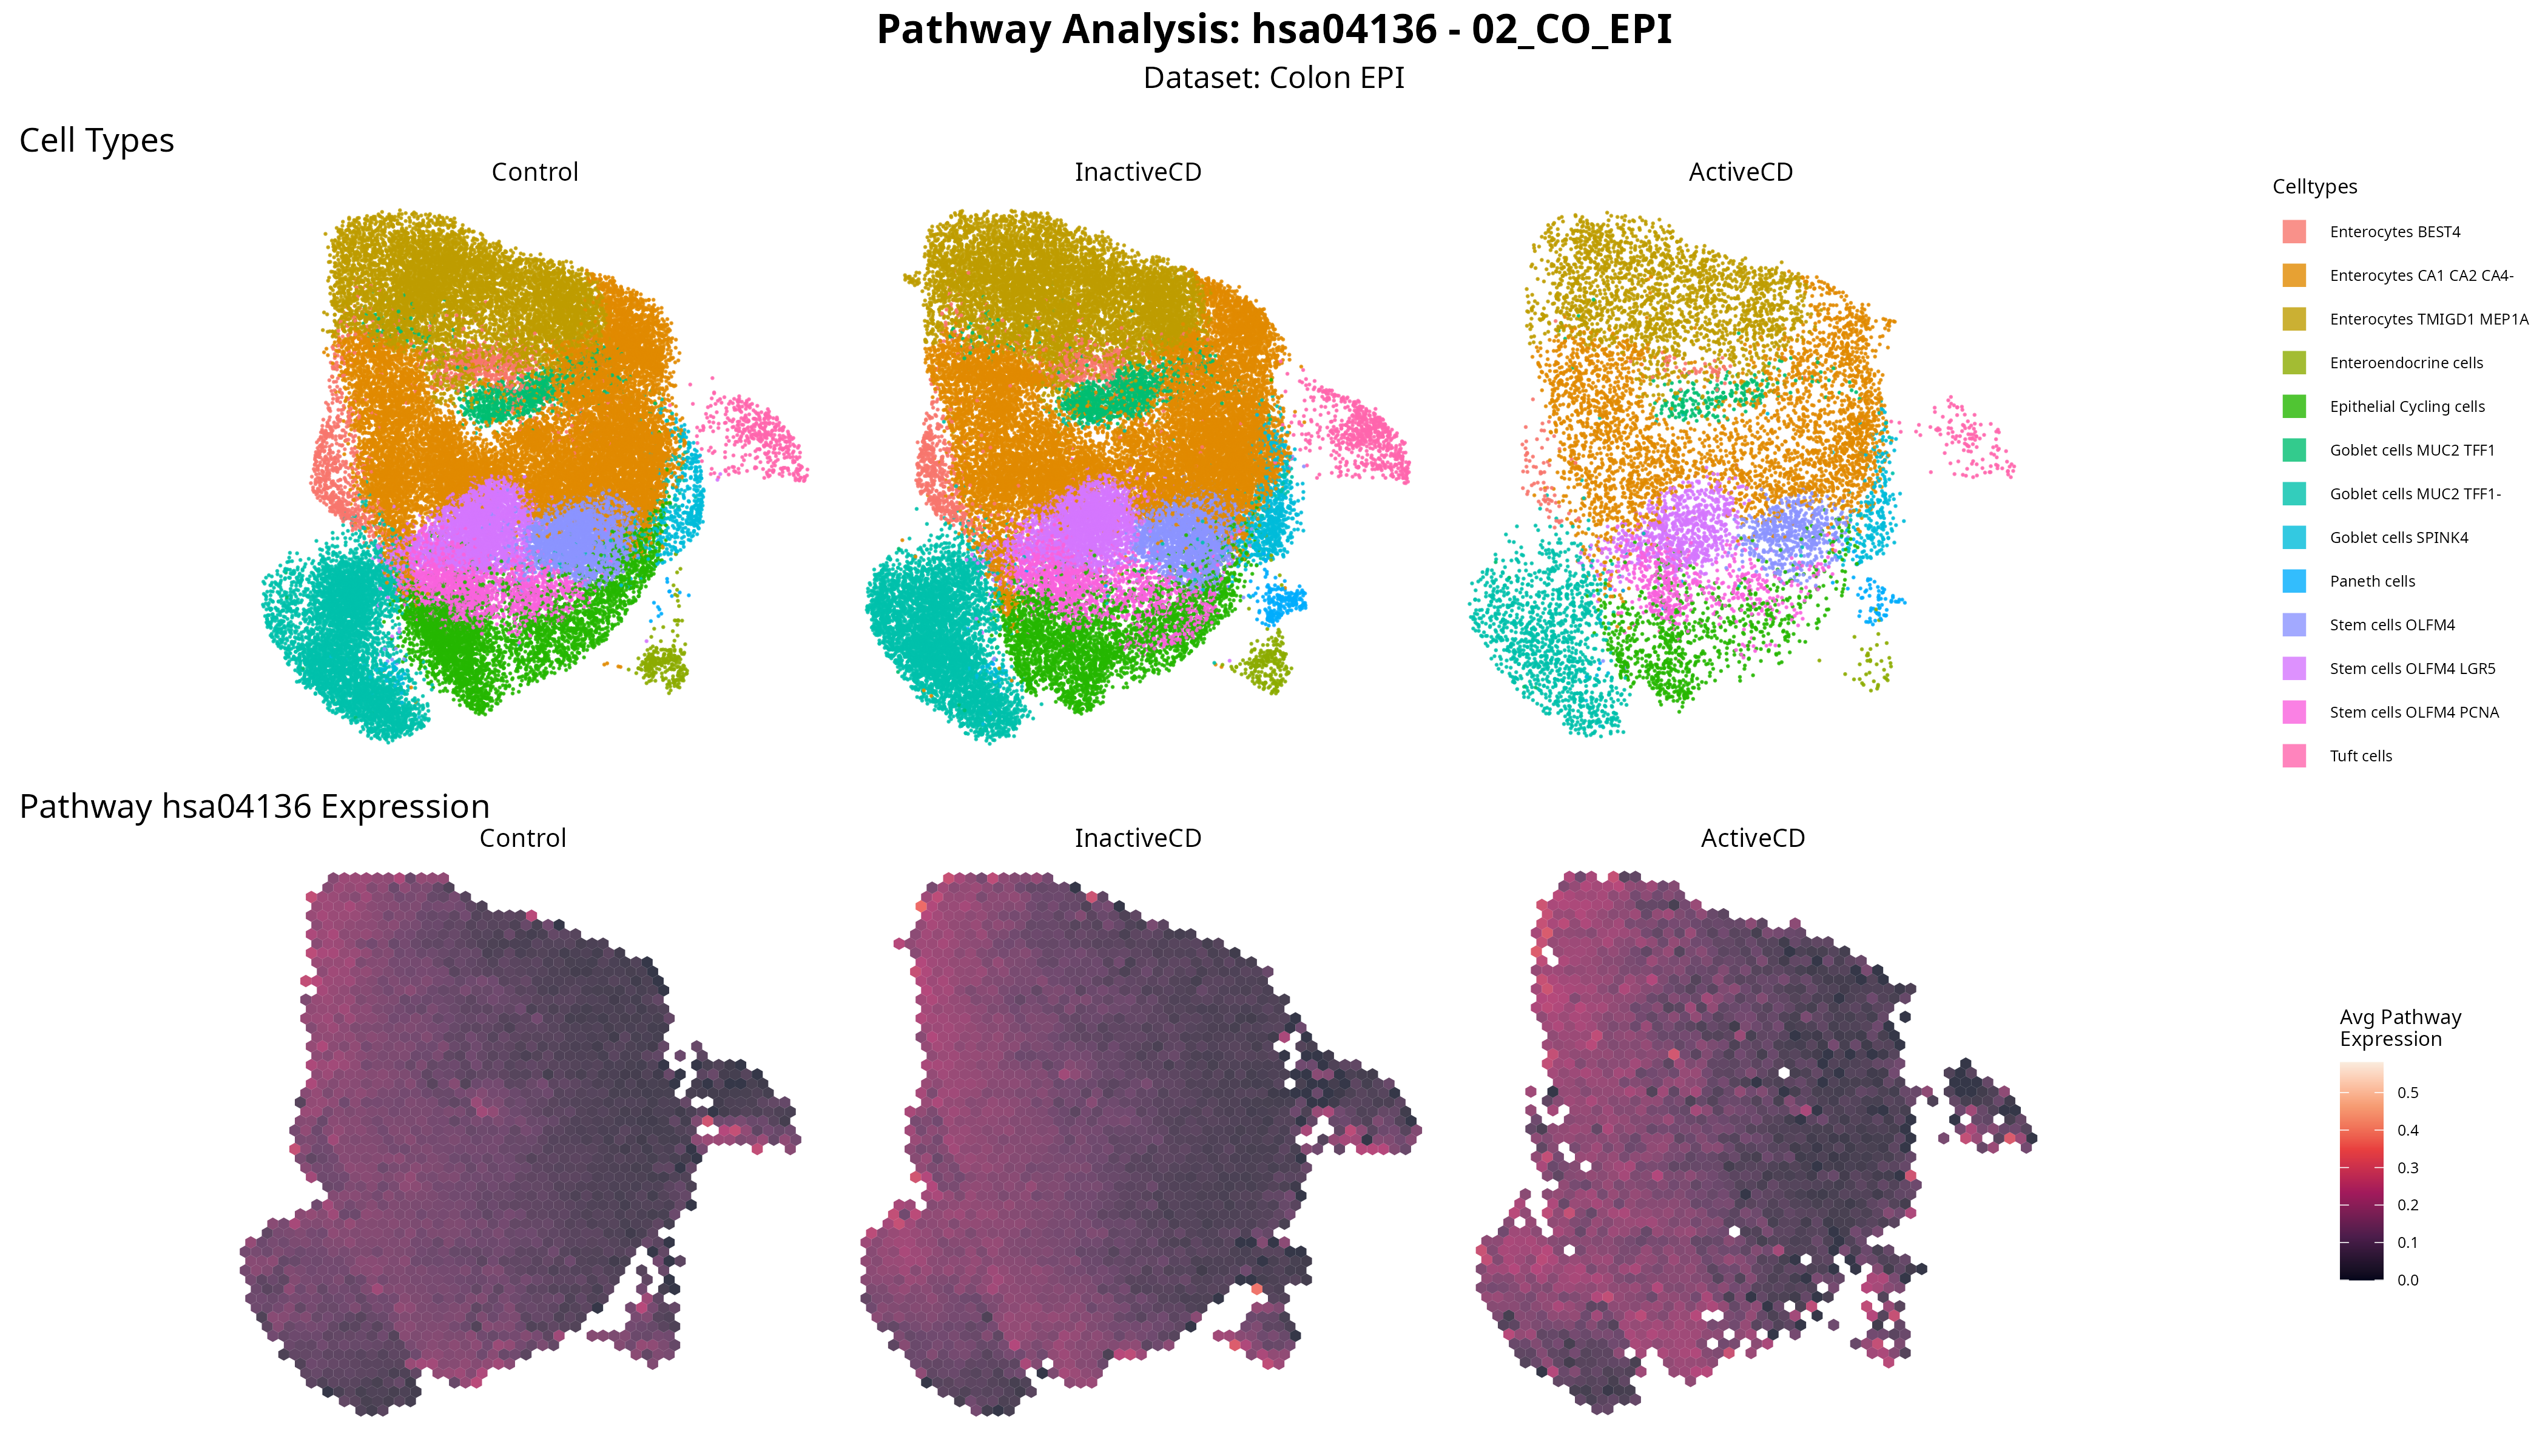 Pathway Analysis: hsa04136 - 02_CO_EPI
Dataset: Colon EPI
Cell Types
Control
InactiveCD
ActiveCD
Celltypes
Enterocytes BEST4
Enterocytes CA1 CA2 CA4-
Enterocytes TMIGD1 MEP1A
Enteroendocrine cells
Epithelial Cycling cells
Goblet cells MUC2 TFF1
Goblet cells MUC2 TFF1-
Goblet cells SPINK4
Paneth cells
Stem cells OLFM4
Stem cells OLFM4 LGR5
Stem cells OLFM4 PCNA
Tuft cells
Pathway hsa04136 Expression
Control
InactiveCD
ActiveCD
Avg Pathway
Expression
0.5
0.4
0.3
0.2
0.1
0.0